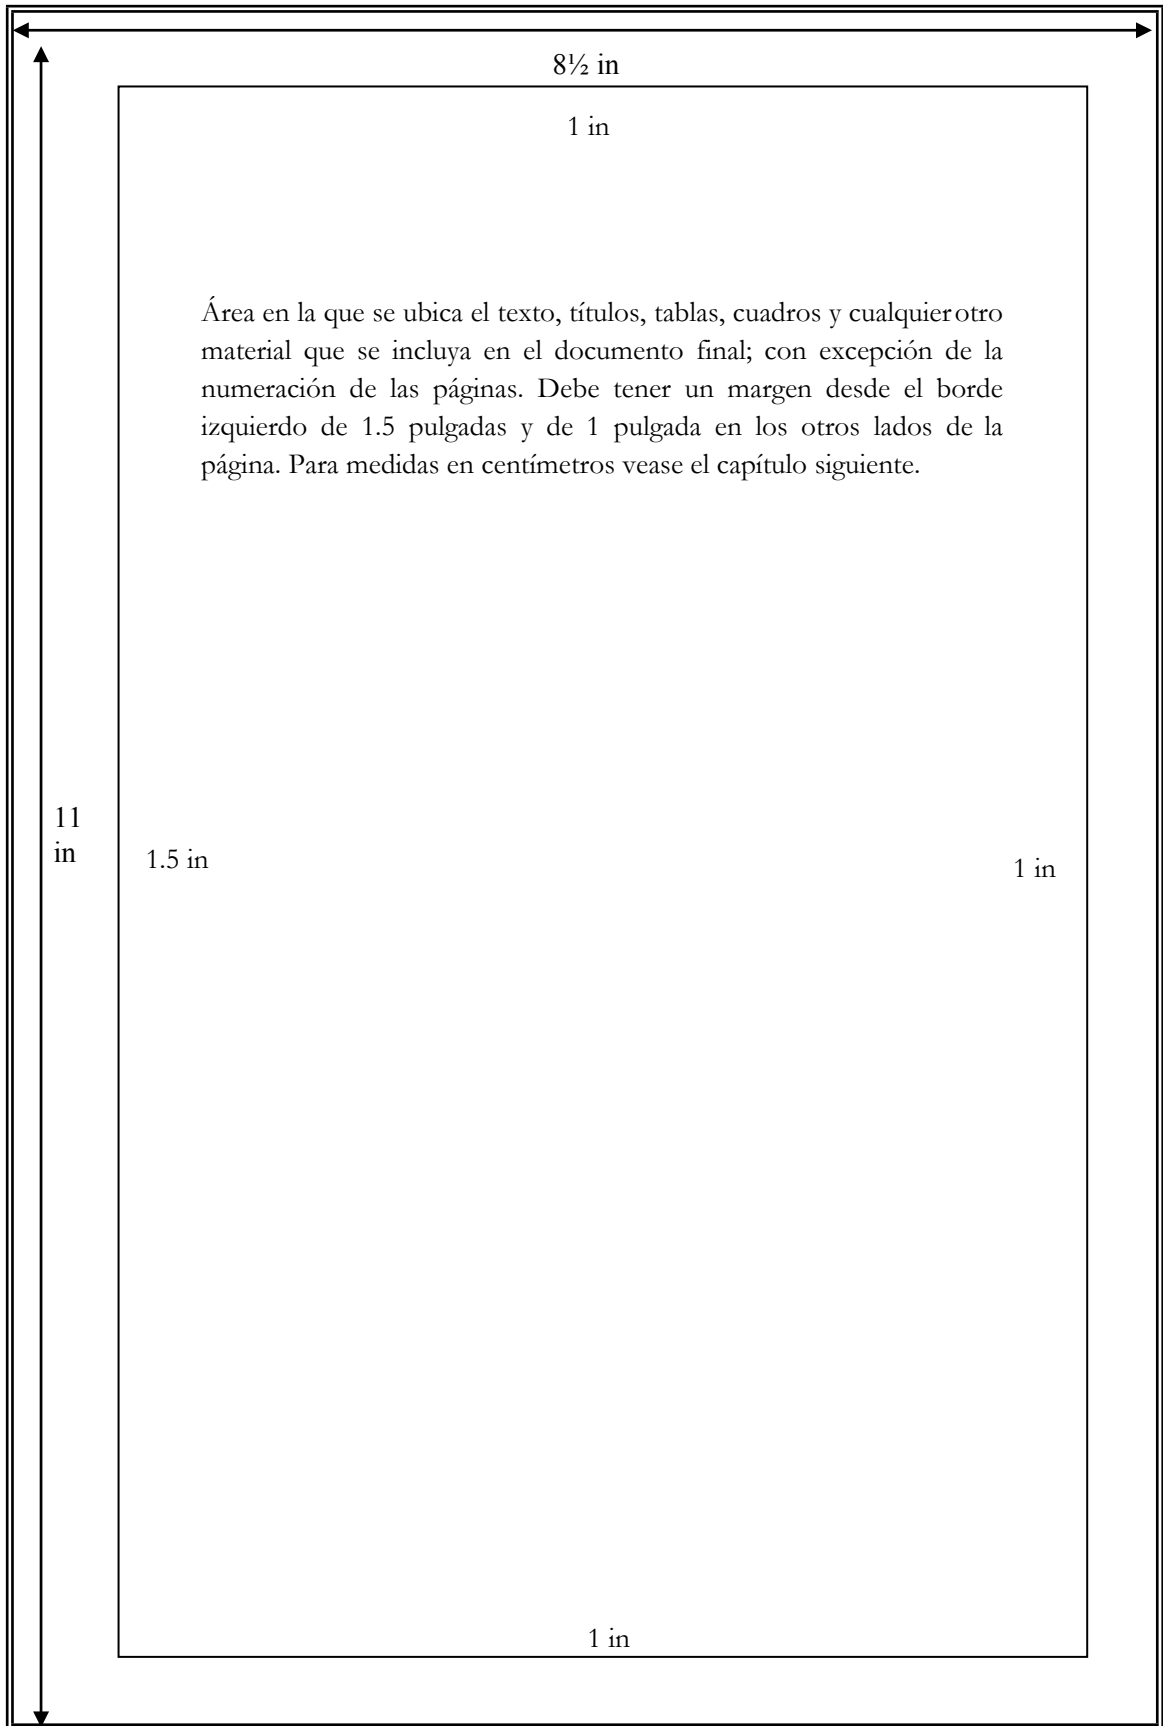 8½ in
1 in
Área en la que se ubica el texto, títulos, tablas, cuadros y cualquier otro
material que se incluya en el documento final; con excepción de la
numeración de las páginas. Debe tener un margen desde el borde
izquierdo de 1.5 pulgadas y de 1 pulgada en los otros lados de la
página. Para medidas en centímetros vease el capítulo siguiente.
11
in
1.5 in
1 in
1 in